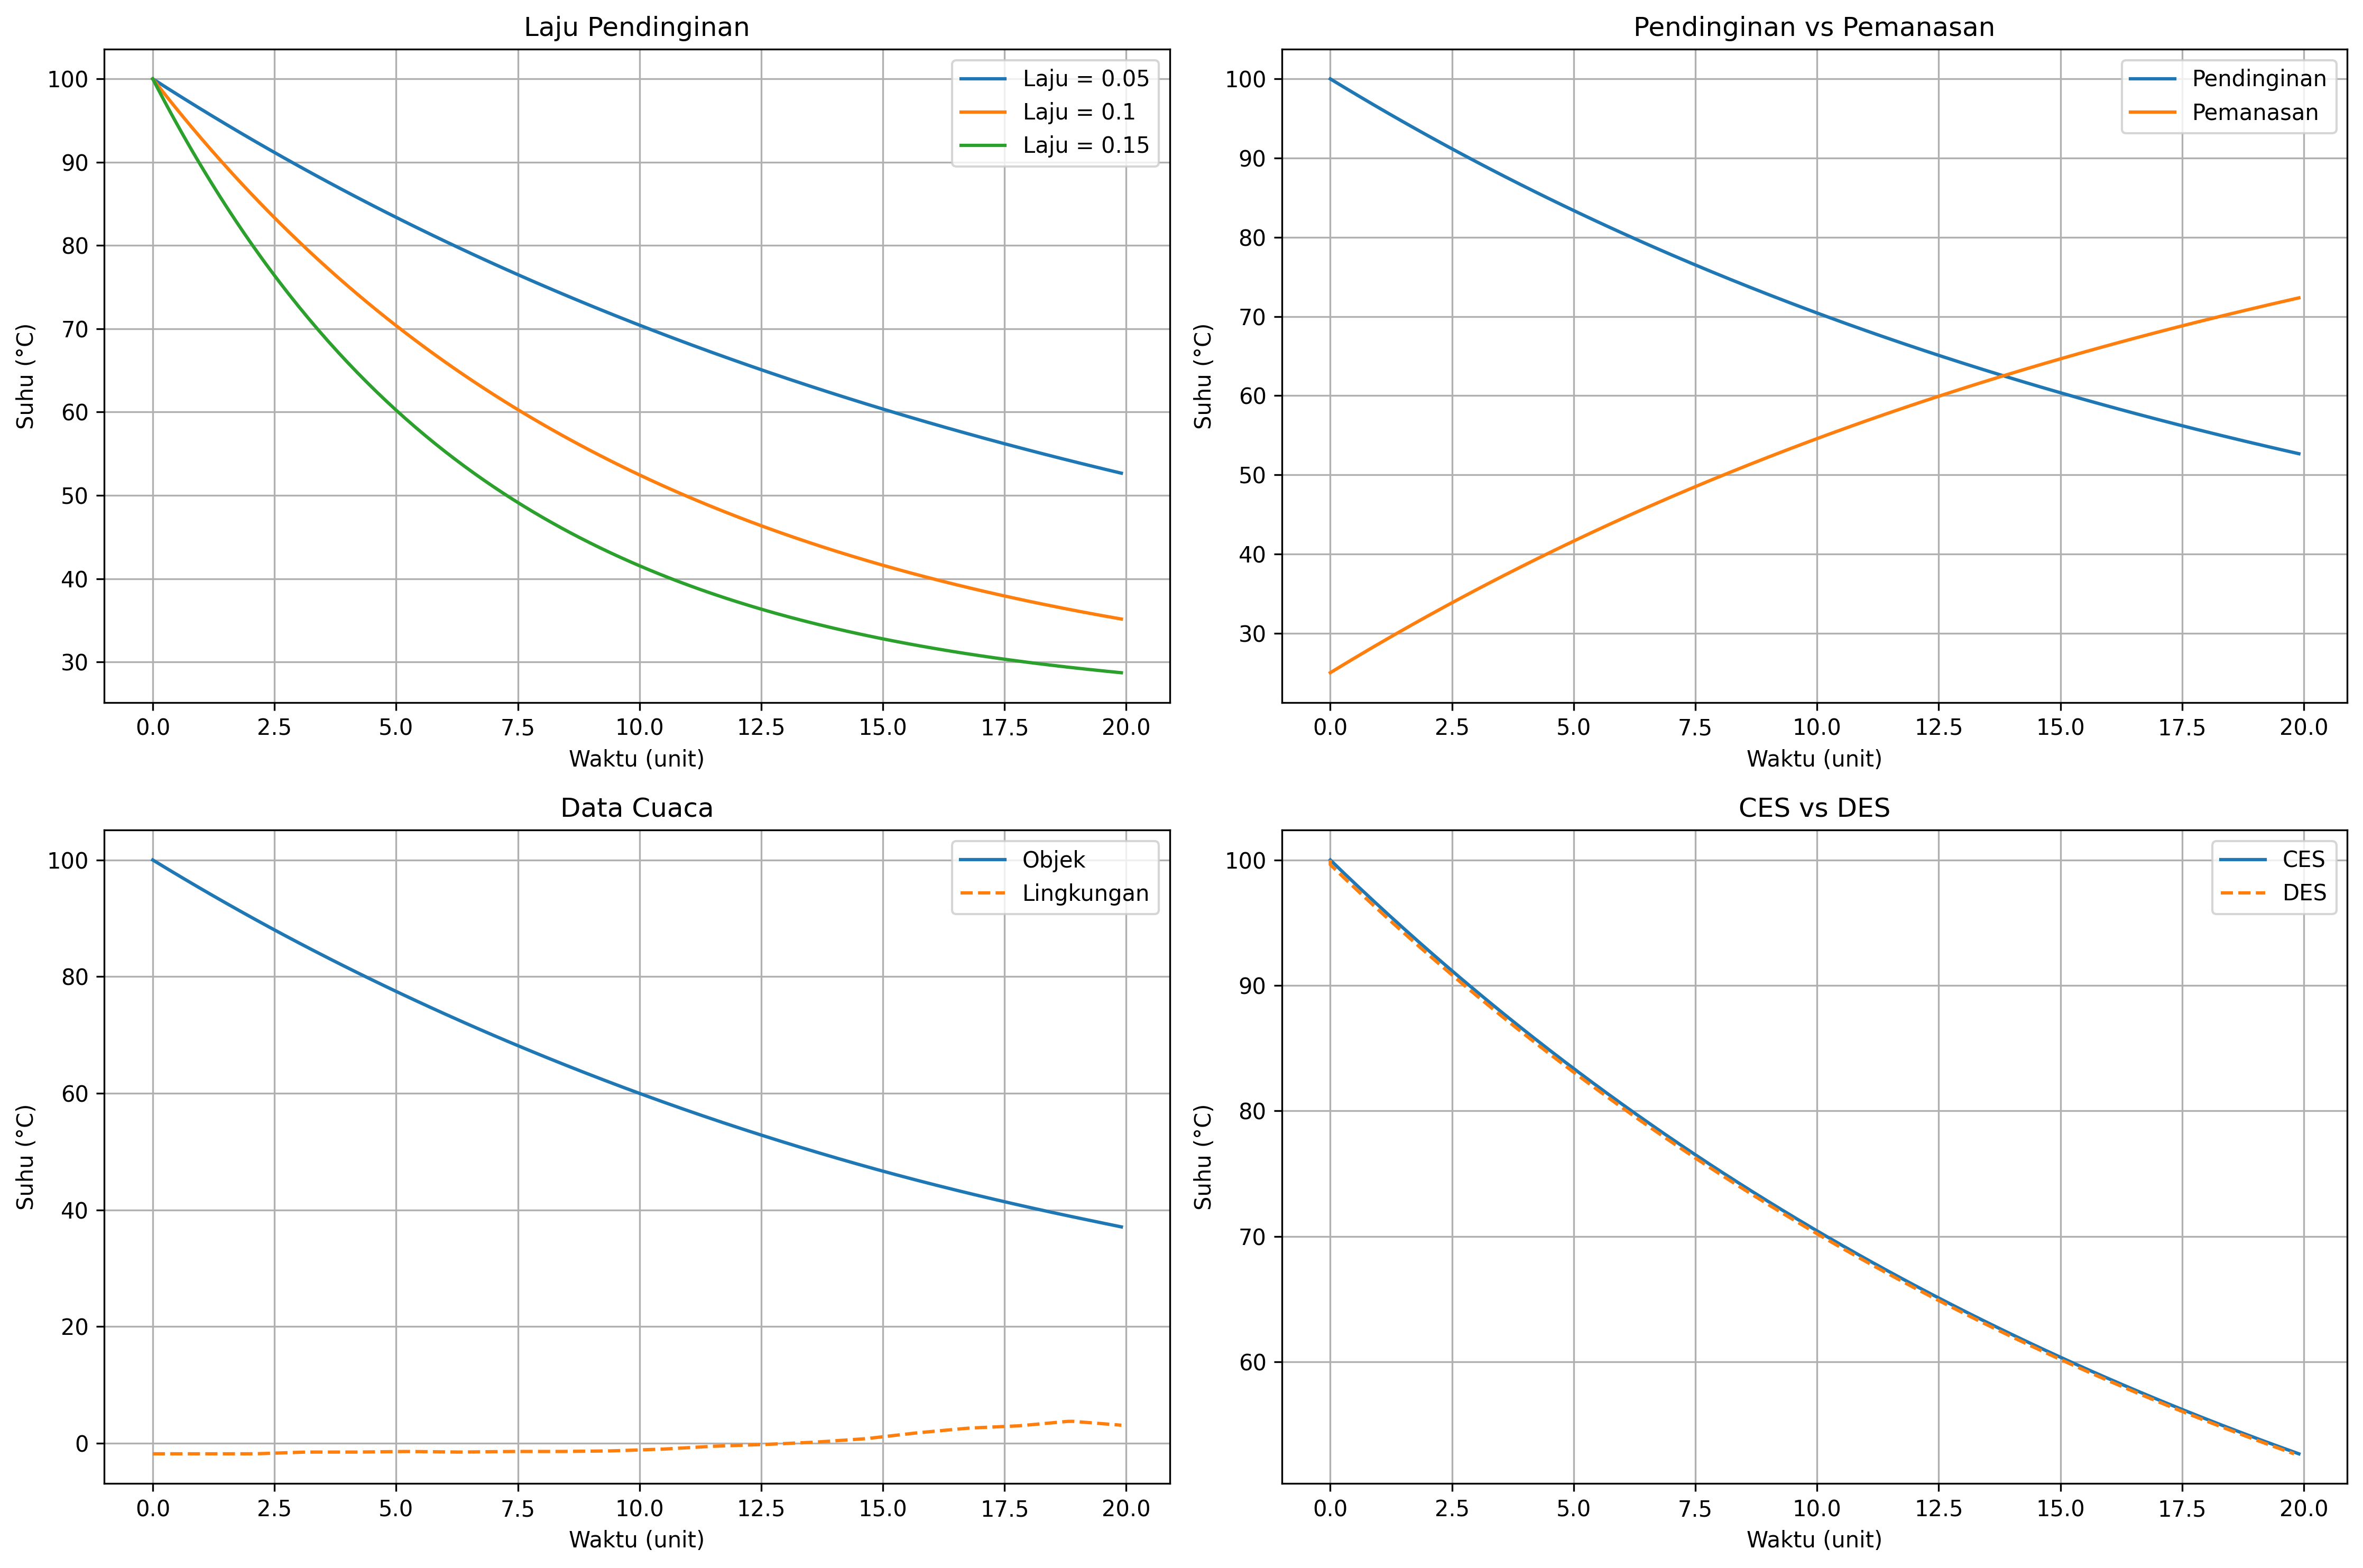 Laju Pendinginan
Suhu (°C)
100
90
80
70
60
50
40
30
Laju = 0.05
Laju = 0.1
Laju = 0.15
0.0 2.5 5.0 7.5 10.0 12.5 15.0 17.5 20.0
Waktu (unit)
Pendinginan vs Pemanasan
Suhu (°C)
100
90
80
70
60
50
40
30
Pendinginan
Pemanasan
0.0 2.5 5.0 7.5 10.0 12.5 15.0 17.5 20.0
Waktu (unit)
Data Cuaca
Suhu (°C)
100
80
60
40
20
0
Objek
Lingkungan
0.0 2.5 5.0 7.5 10.0 12.5 15.0 17.5 20.0
Waktu (unit)
CES vs DES
Suhu (°C)
100
90
80
70
60
CES
DES
0.0 2.5 5.0 7.5 10.0 12.5 15.0 17.5 20.0
Waktu (unit)